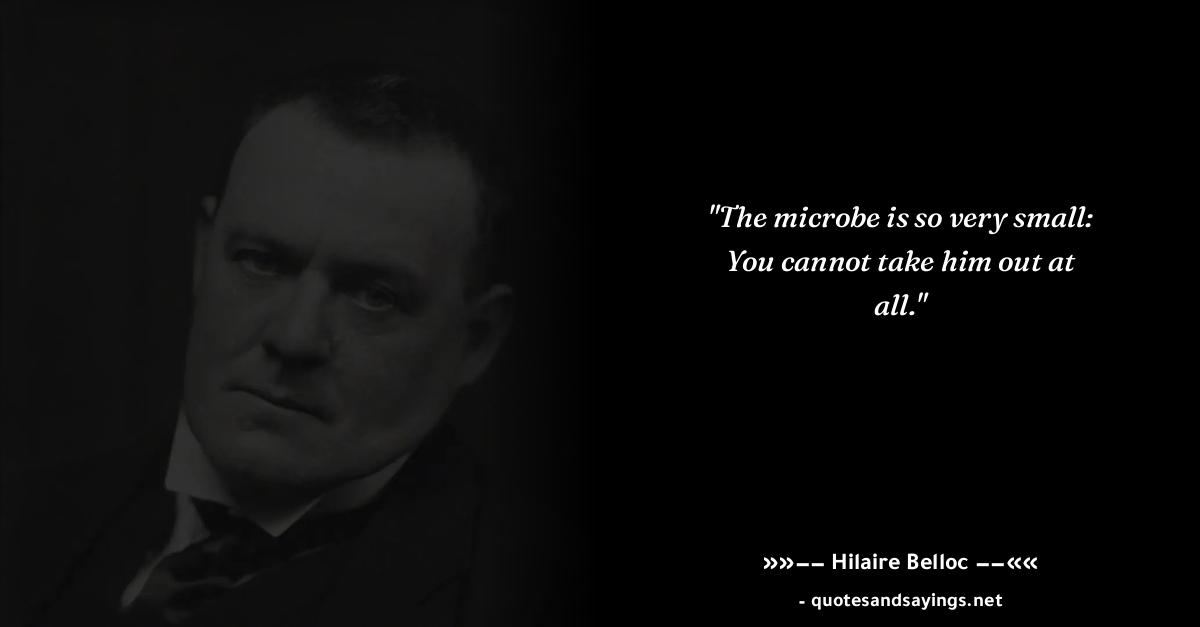 "The microbe is so very small:
You cannot take him out at
all."
»»−− Hilaire Belloc −−««
- quotesandsayings.net